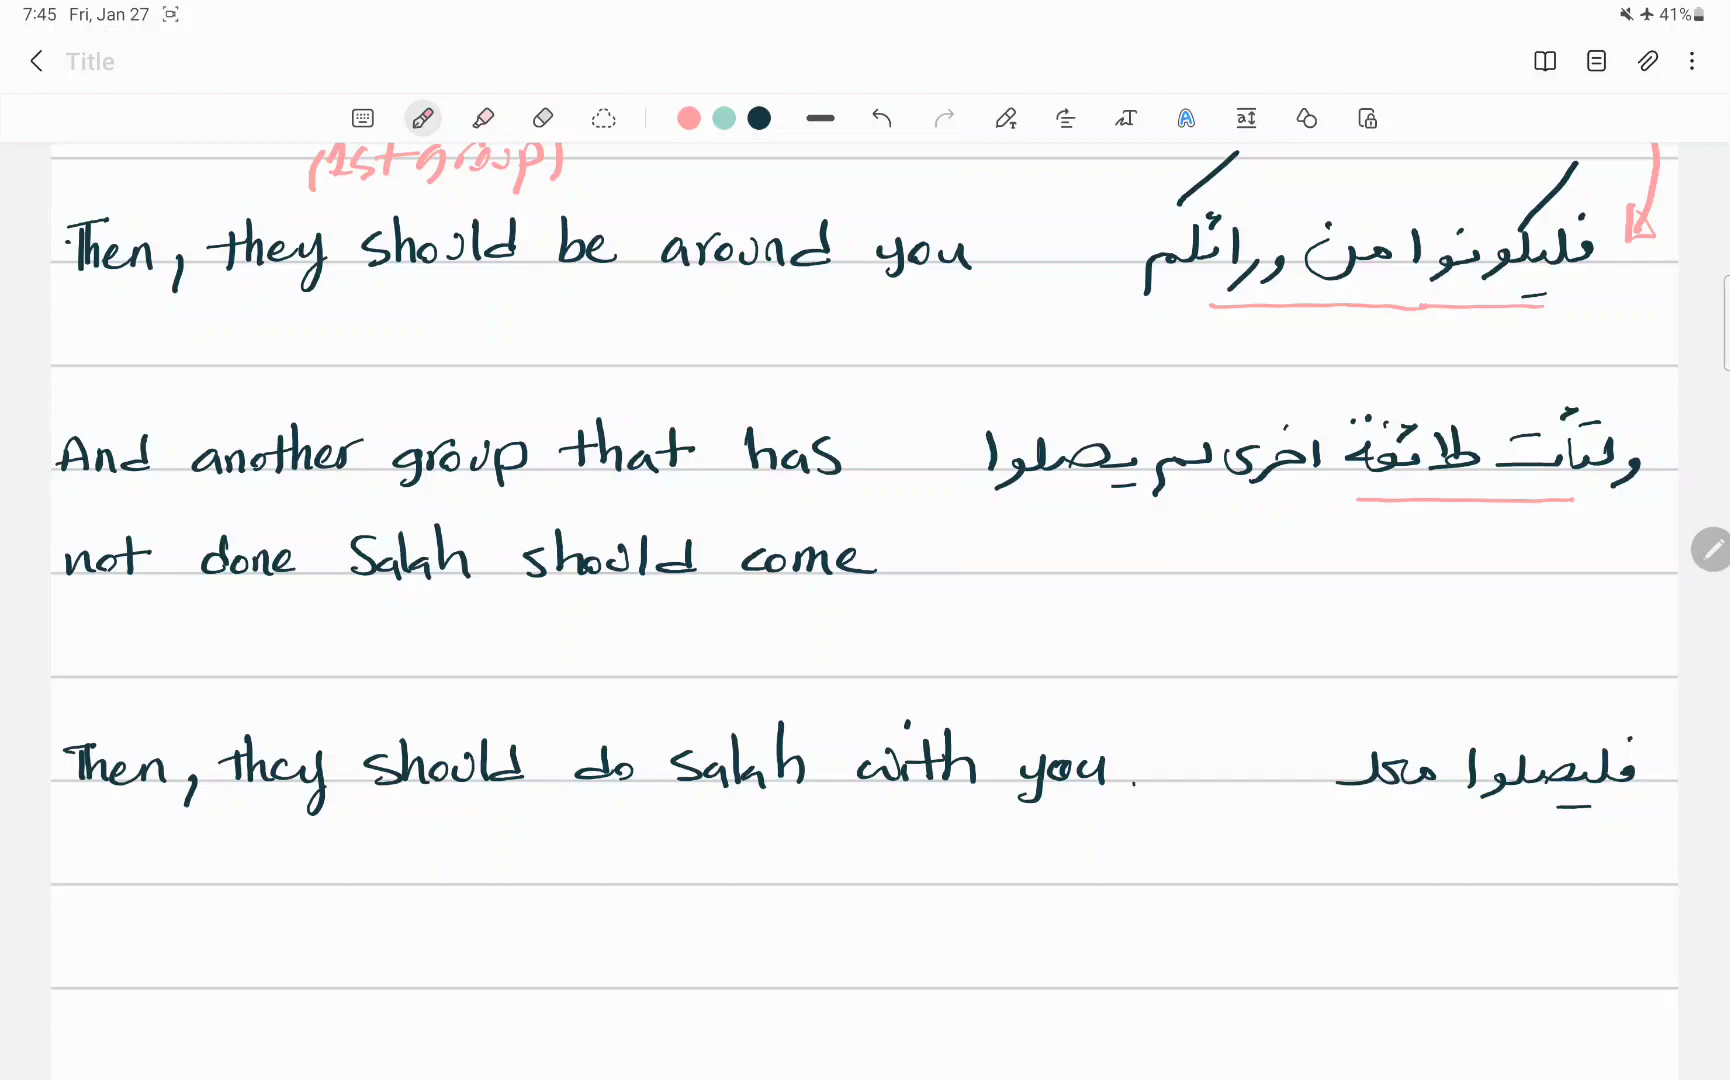 7:45 Fri, Jan 27
41%
Title
(1st group)
Then, they should be around you فليكونوا من ورائكم
And another group that has ولتأت طائفة اخرى لم يصلوا
not done Salah should come
Then, they should do salah with you. فليصلوا معك